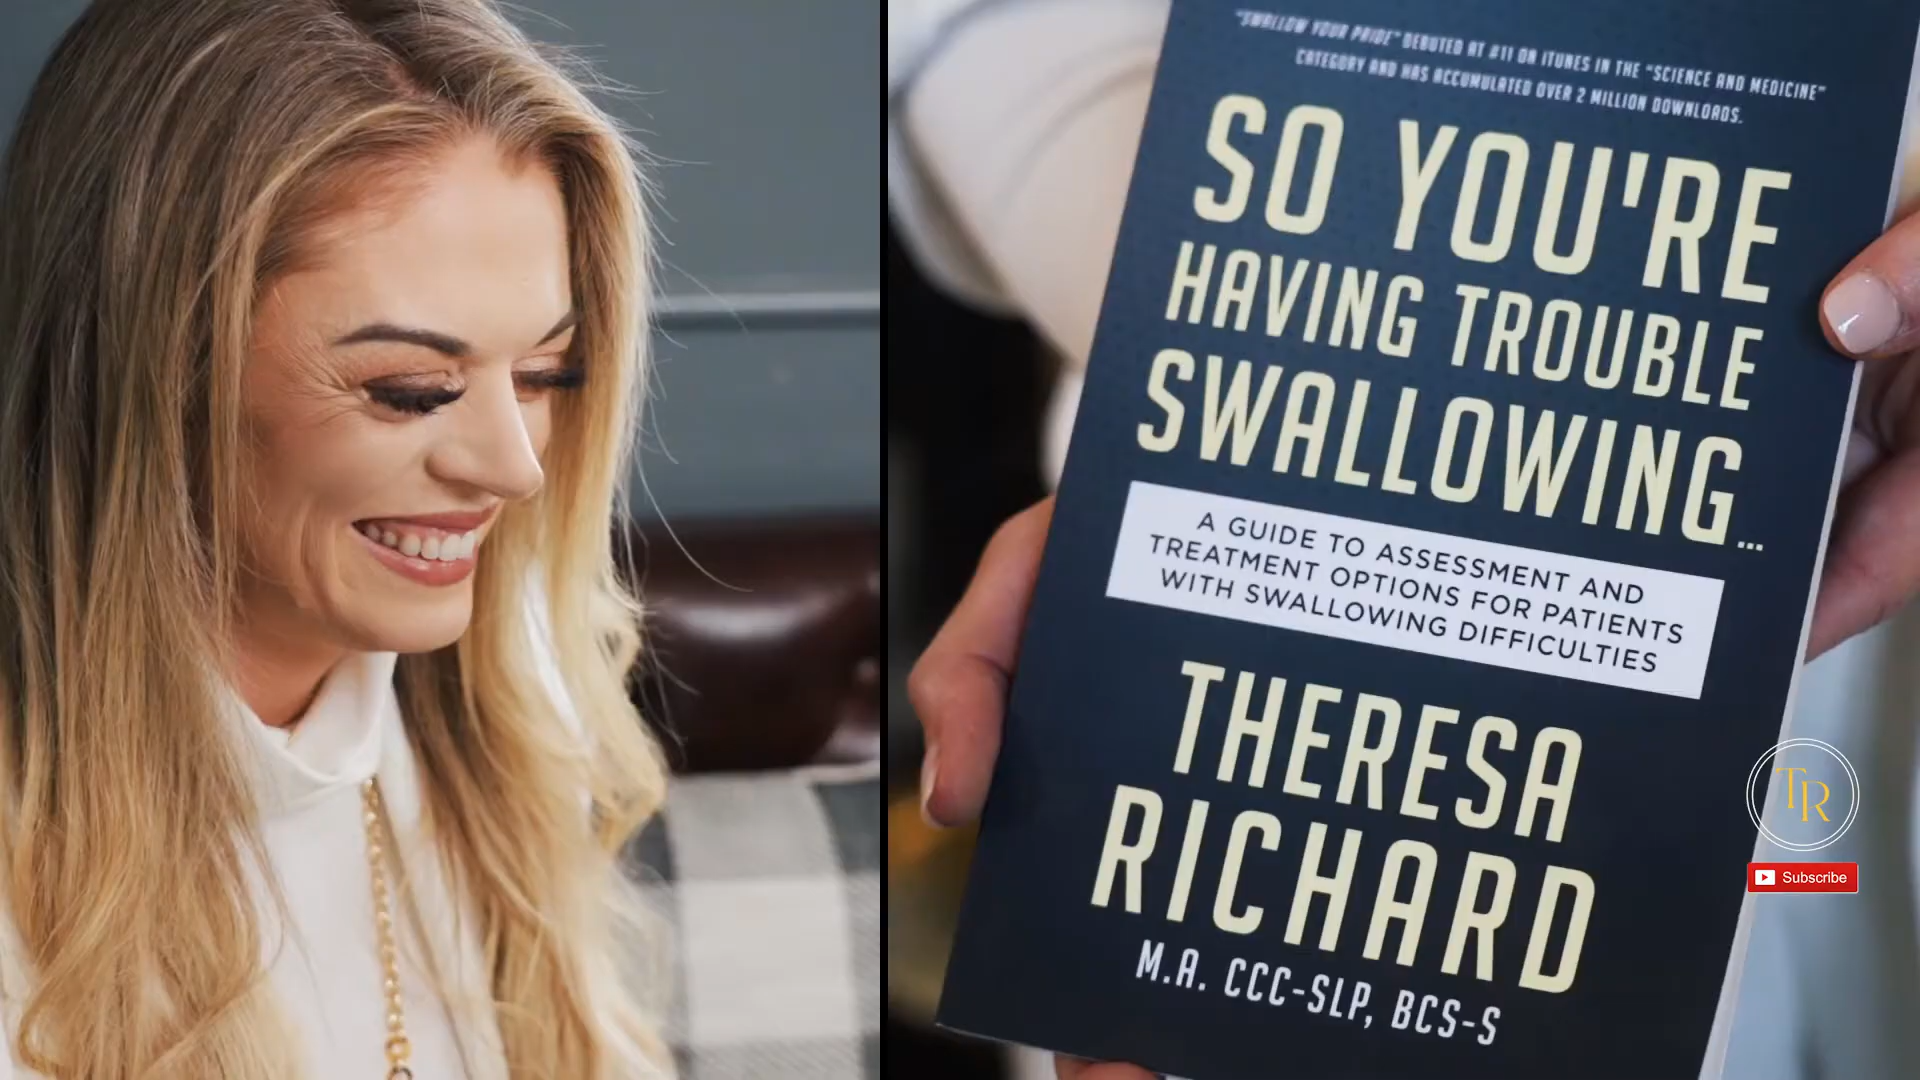 "SWALLOW YOUR PRIDE" DEBUTED AT #11 ON ITUNES IN THE "SCIENCE AND MEDICINE"
CATEGORY AND HAS ACCUMULATED OVER 2 MILLION DOWNLOADS.
SO YOU'RE
HAVING TROUBLE
SWALLOWING...
A GUIDE TO ASSESSMENT AND
TREATMENT OPTIONS FOR PATIENTS
WITH SWALLOWING DIFFICULTIES
THERESA
RICHARD
M.A. CCC-SLP, BCS-S
TR
Subscribe